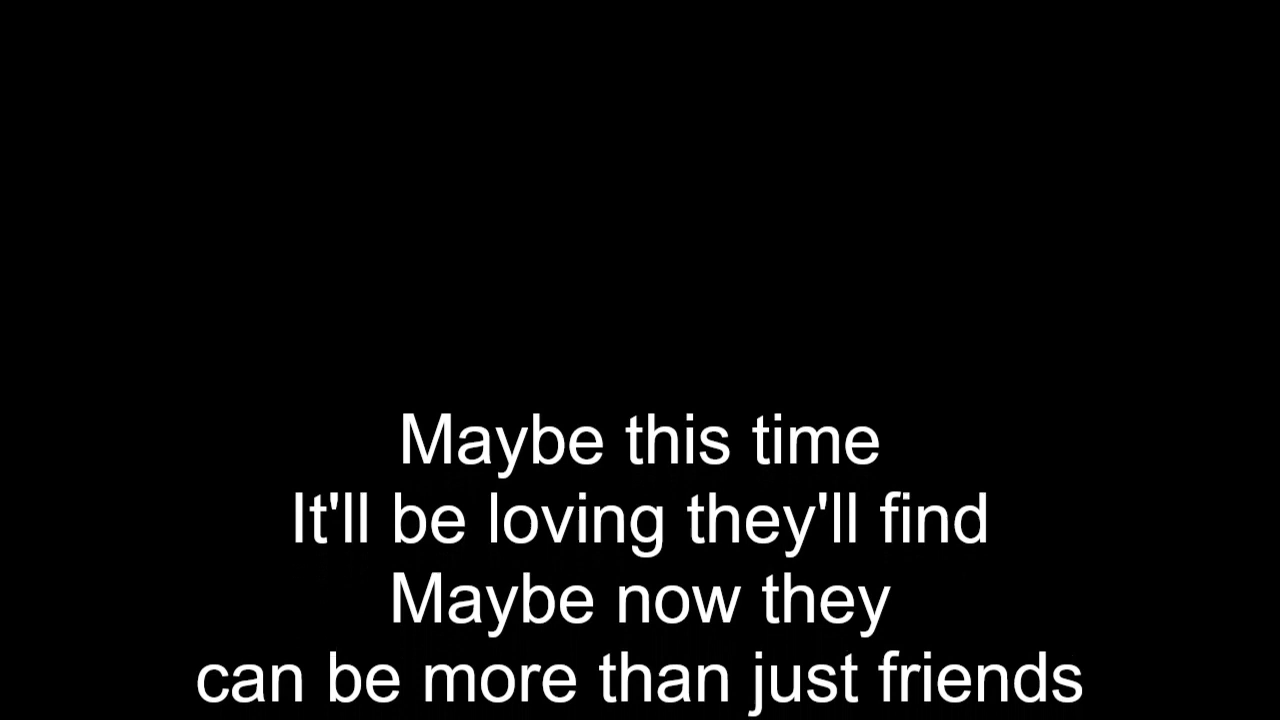 Maybe this time
It'll be loving they'll find
Maybe now they
can be more than just friends